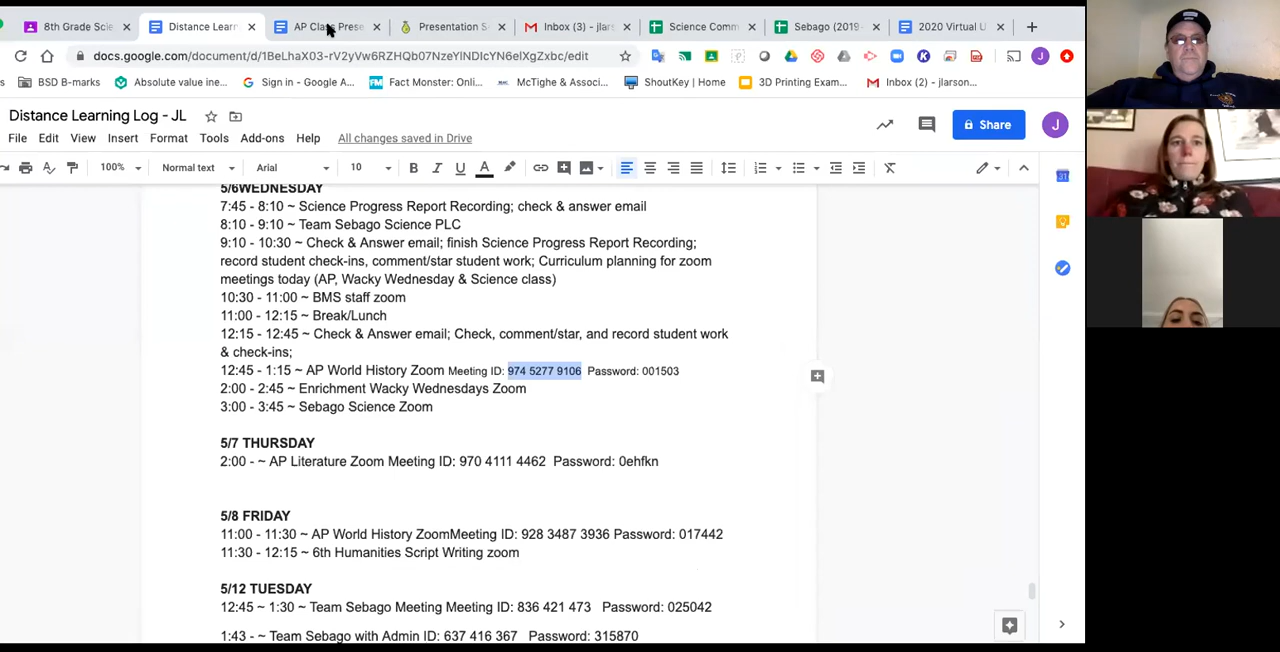 8th Grade Scie
Distance Learn
AP Class Prese
Presentation S
Inbox (3) - jlar
Science Comm
Sebago (2019-
2020 Virtual U
docs.google.com/document/d/1BeLhaX03-rV2yVw6RZHQb07NzeYlNDlcYN6elXgZxbc/edit
BSD B-marks
Absolute value ine...
Sign in - Google A...
Fact Monster: Onli...
McTighe & Associ...
ShoutKey | Home
3D Printing Exam...
Inbox (2) - jlarson...
Distance Learning Log - JL
File Edit View Insert Format Tools Add-ons Help All changes saved in Drive
Share
J
100% Normal text Arial 10 B I U A
5/6WEDNESDAY
7:45 - 8:10 ~ Science Progress Report Recording; check & answer email
8:10 - 9:10 ~ Team Sebago Science PLC
9:10 - 10:30 ~ Check & Answer email; finish Science Progress Report Recording;
record student check-ins, comment/star student work; Curriculum planning for zoom
meetings today (AP, Wacky Wednesday & Science class)
10:30 - 11:00 ~ BMS staff zoom
11:00 - 12:15 ~ Break/Lunch
12:15 - 12:45 ~ Check & Answer email; Check, comment/star, and record student work
& check-ins;
12:45 - 1:15 ~ AP World History Zoom Meeting ID: 974 5277 9106 Password: 001503
2:00 - 2:45 ~ Enrichment Wacky Wednesdays Zoom
3:00 - 3:45 ~ Sebago Science Zoom
5/7 THURSDAY
2:00 - ~ AP Literature Zoom Meeting ID: 970 4111 4462 Password: 0ehfkn
5/8 FRIDAY
11:00 - 11:30 ~ AP World History ZoomMeeting ID: 928 3487 3936 Password: 017442
11:30 - 12:15 ~ 6th Humanities Script Writing zoom
5/12 TUESDAY
12:45 ~ 1:30 ~ Team Sebago Meeting Meeting ID: 836 421 473 Password: 025042
1:43 - ~ Team Sebago with Admin ID: 637 416 367 Password: 315870